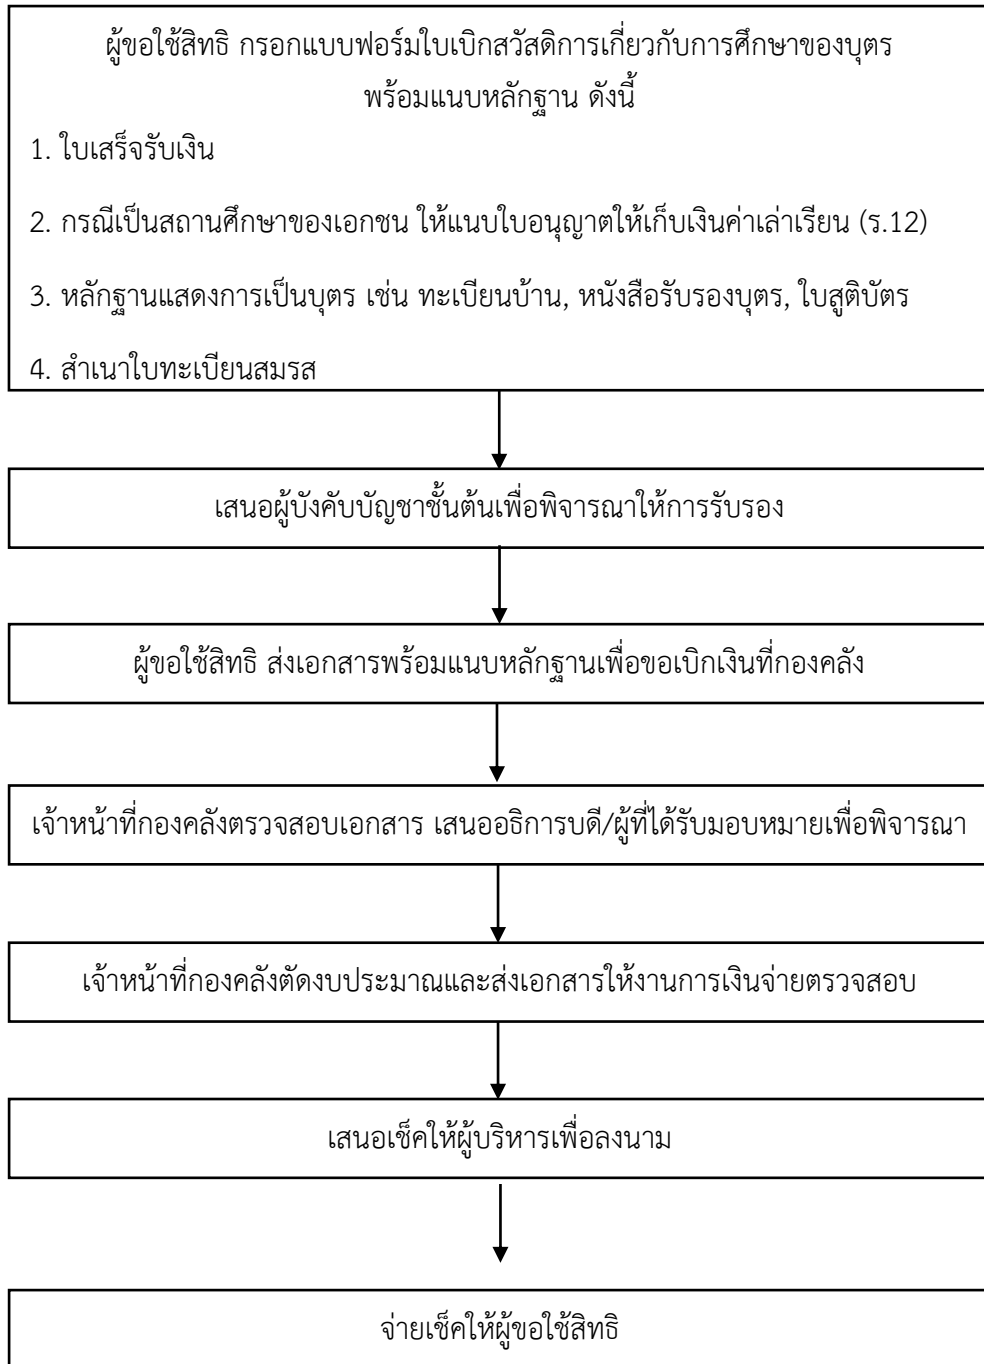 ผู้ขอใช้สิทธิ กรอกแบบฟอร์มใบเบิกสวัสดิการเกี่ยวกับการศึกษาของบุตร
พร้อมแนบหลักฐาน ดังนี้
1. ใบเสร็จรับเงิน
2. กรณีเป็นสถานศึกษาของเอกชน ให้แนบใบอนุญาตให้เก็บเงินค่าเล่าเรียน (ร.12)
3. หลักฐานแสดงการเป็นบุตร เช่น ทะเบียนบ้าน, หนังสือรับรองบุตร, ใบสูติบัตร
4. สำเนาใบทะเบียนสมรส
เสนอผู้บังคับบัญชาชั้นต้นเพื่อพิจารณาให้การรับรอง
ผู้ขอใช้สิทธิ ส่งเอกสารพร้อมแนบหลักฐานเพื่อขอเบิกเงินที่กองคลัง
เจ้าหน้าที่กองคลังตรวจสอบเอกสาร เสนออธิการบดี/ผู้ที่ได้รับมอบหมายเพื่อพิจารณา
เจ้าหน้าที่กองคลังตัดงบประมาณและส่งเอกสารให้งานการเงินจ่ายตรวจสอบ
เสนอเช็คให้ผู้บริหารเพื่อลงนาม
จ่ายเช็คให้ผู้ขอใช้สิทธิ